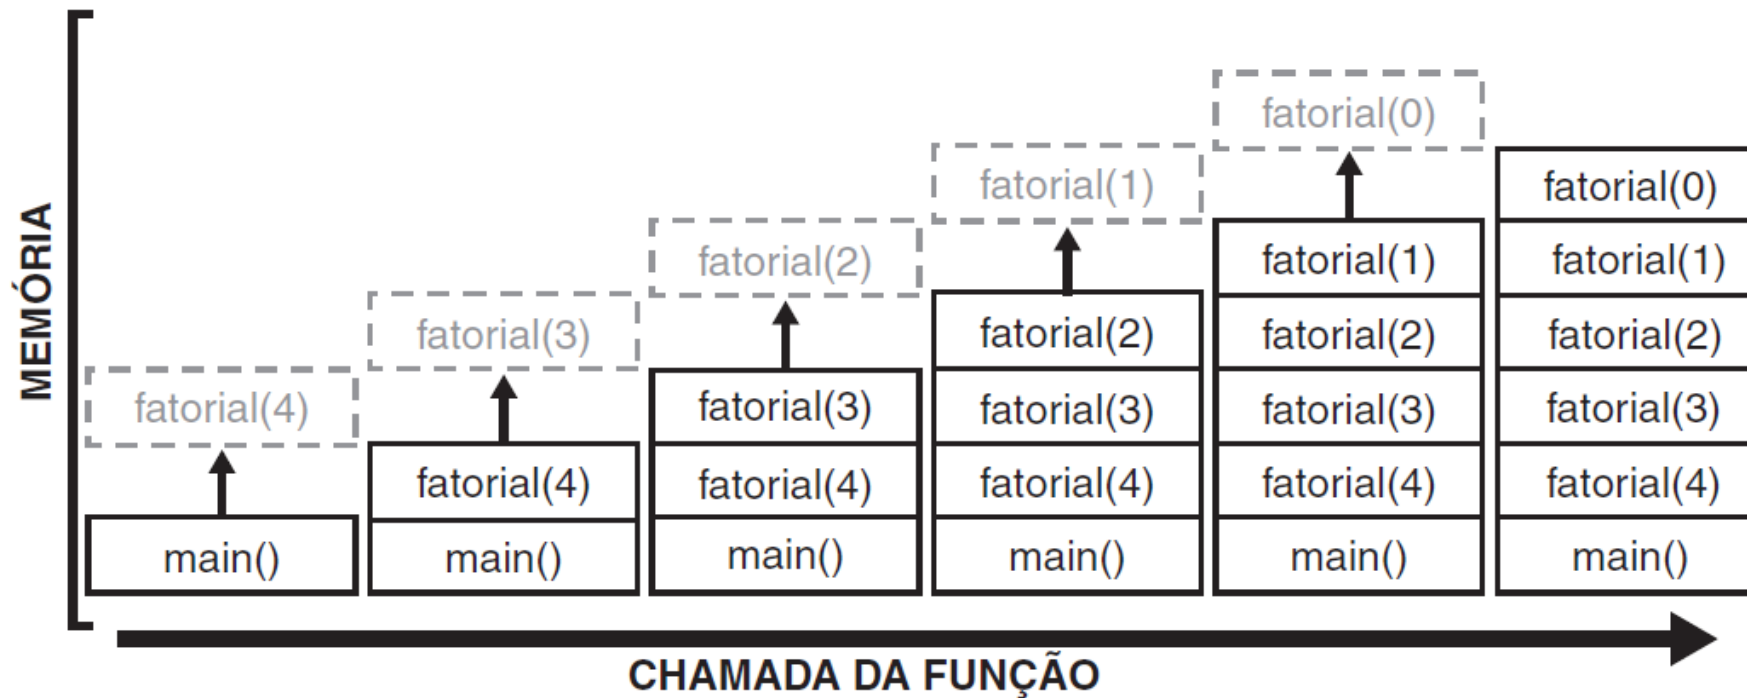 MEMÓRIA
fatorial(4)
main()
fatorial(3)
fatorial(4)
main()
fatorial(2)
fatorial(3)
fatorial(4)
main()
fatorial(1)
fatorial(2)
fatorial(3)
fatorial(4)
main()
fatorial(0)
fatorial(1)
fatorial(2)
fatorial(3)
fatorial(4)
main()
fatorial(0)
fatorial(1)
fatorial(2)
fatorial(3)
fatorial(4)
main()
CHAMADA DA FUNÇÃO